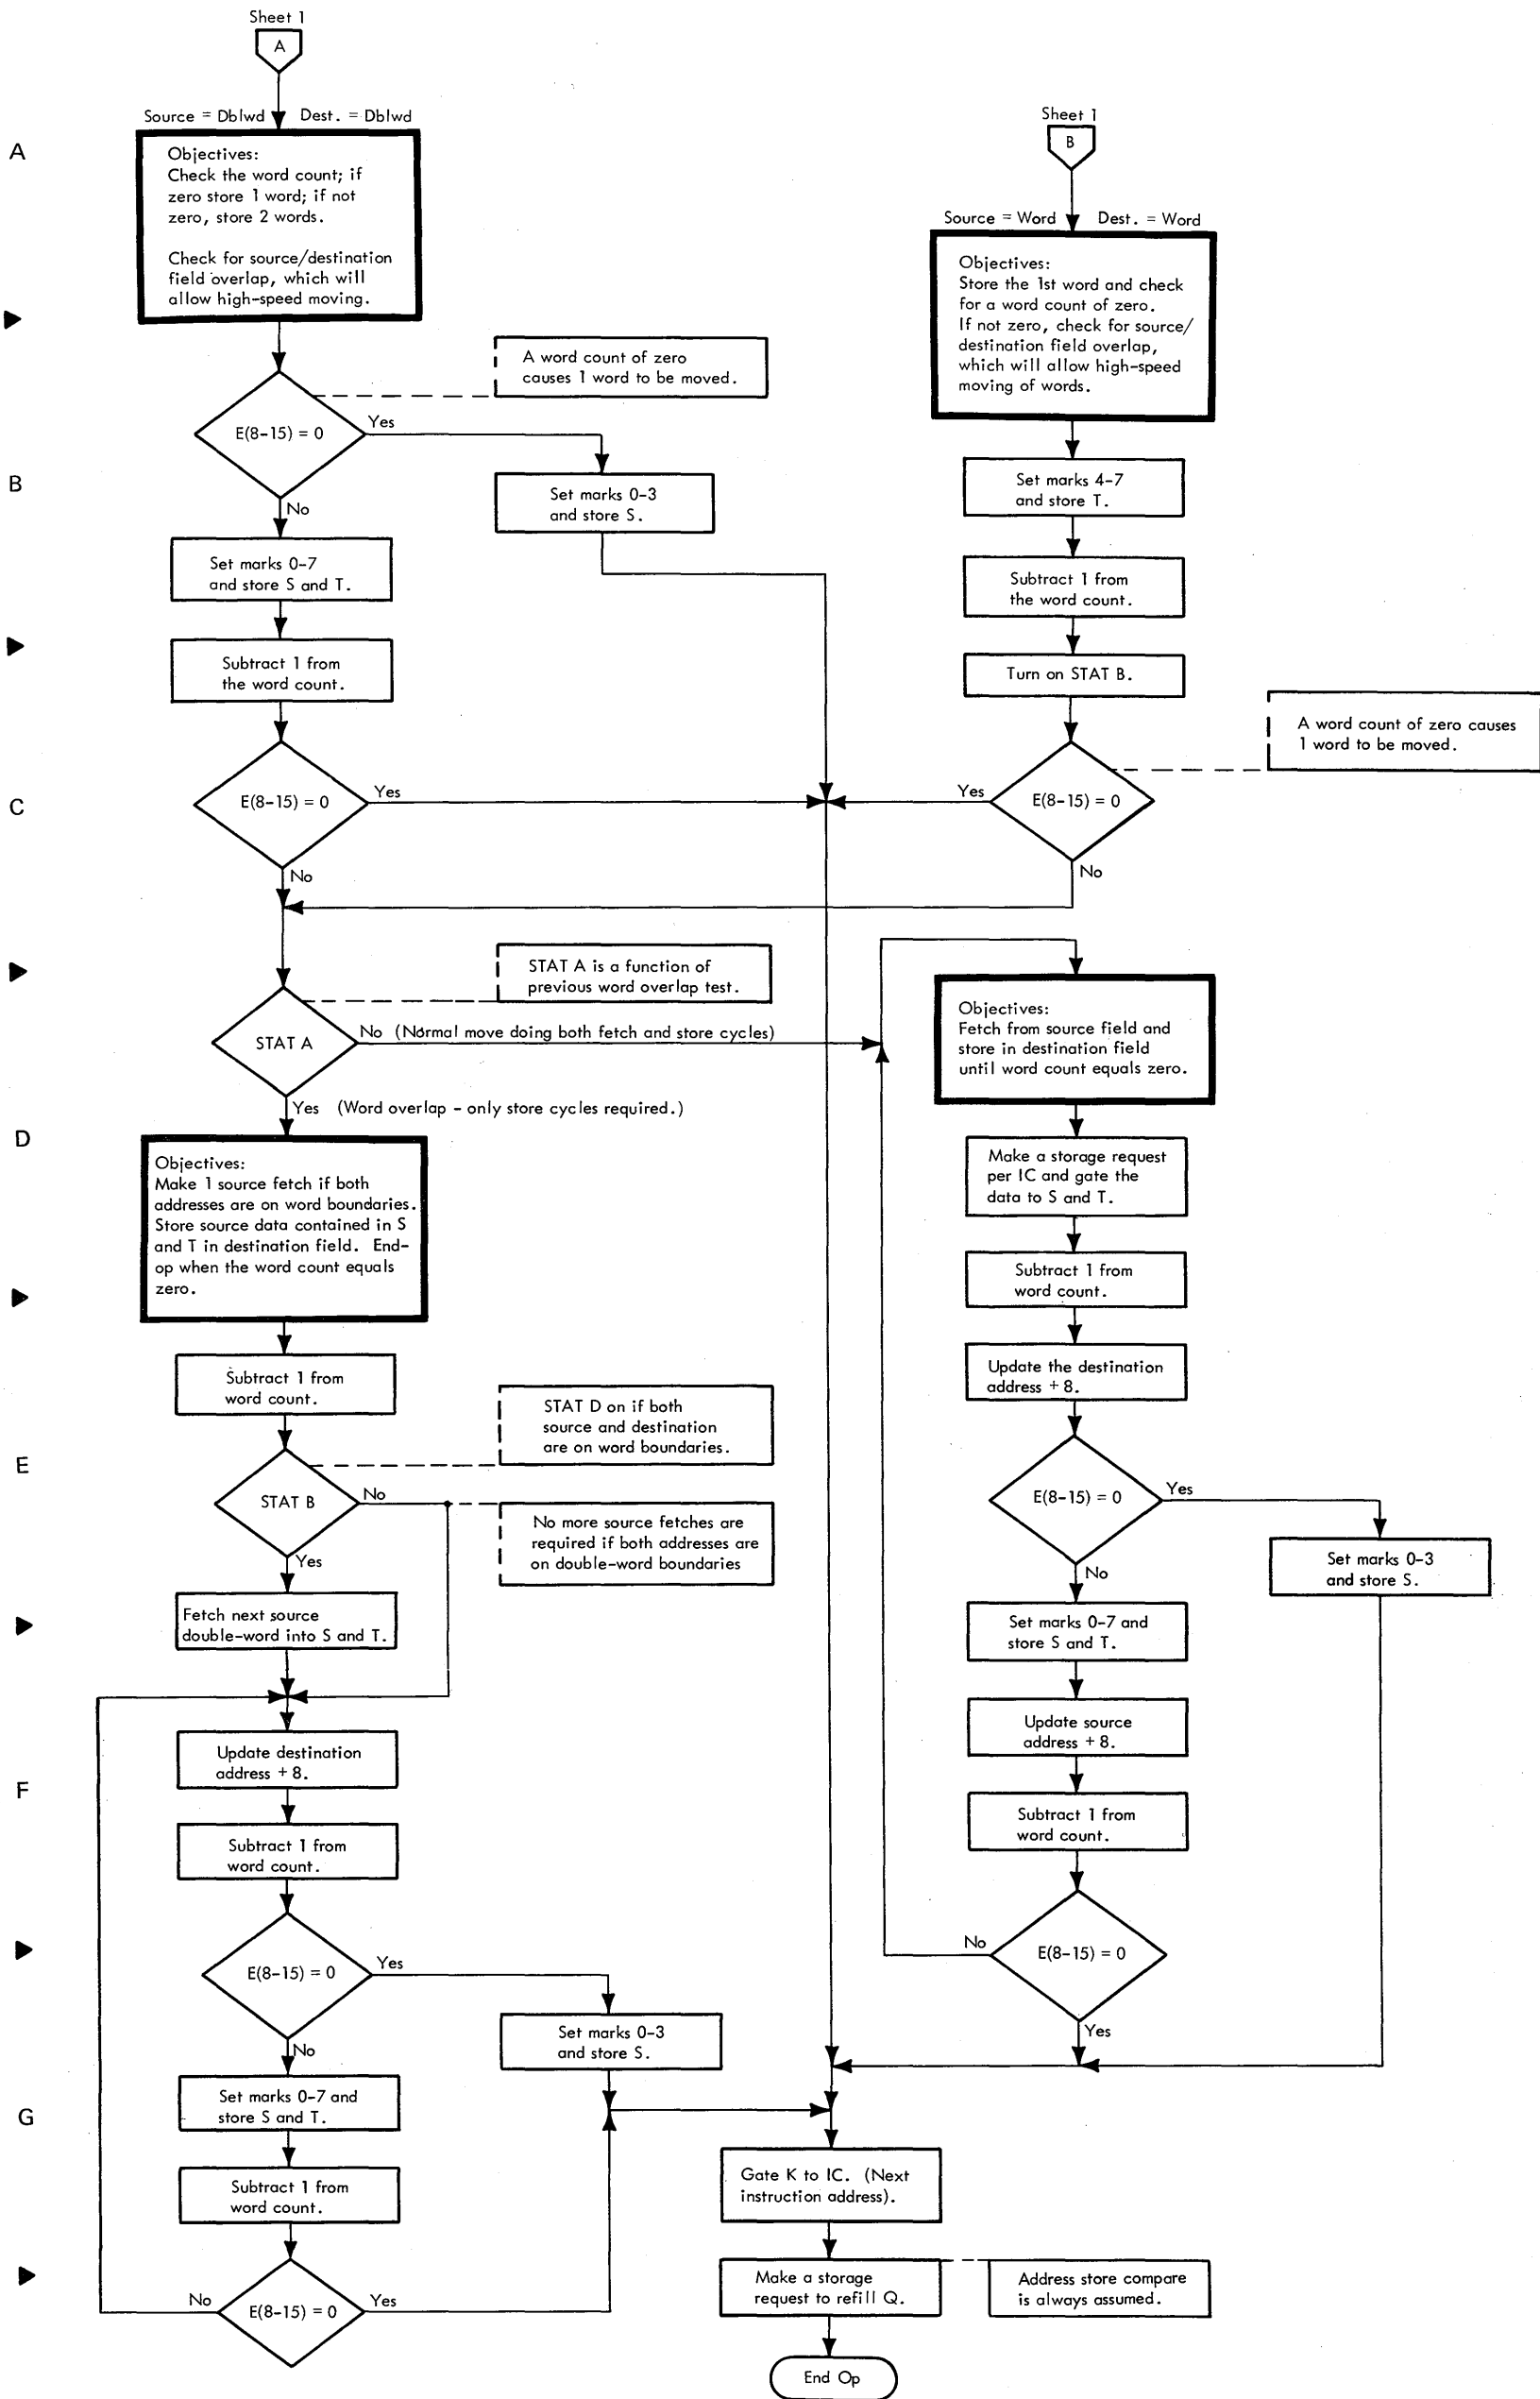 Sheet 1
A
Source = Dblwd Dest. = Dblwd
A
Objectives:
Check the word count; if
zero store 1 word; if not
zero, store 2 words.
Check for source/destination
field overlap, which will
allow high-speed moving.
Sheet 1
B
Source = Word Dest. = Word
Objectives:
Store the 1st word and check
for a word count of zero.
If not zero, check for source/
destination field overlap,
which will allow high-speed
moving of words.
A word count of zero
causes 1 word to be moved.
E(8-15) = 0
Yes
No
B
Set marks 0-3
and store S.
Set marks 4-7
and store T.
Set marks 0-7
and store S and T.
Subtract 1 from
the word count.
Subtract 1 from
the word count.
Turn on STAT B.
A word count of zero causes
1 word to be moved.
C
E(8-15) = 0
Yes
No
Yes
E(8-15) = 0
No
STAT A is a function of
previous word overlap test.
STAT A
No (Normal move doing both fetch and store cycles)
Yes (Word overlap - only store cycles required.)
Objectives:
Fetch from source field and
store in destination field
until word count equals zero.
D
Objectives:
Make 1 source fetch if both
addresses are on word boundaries.
Store source data contained in S
and T in destination field. End-
op when the word count equals
zero.
Make a storage request
per IC and gate the
data to S and T.
Subtract 1 from
word count.
Update the destination
address + 8.
Subtract 1 from
word count.
STAT D on if both
source and destination
are on word boundaries.
E
STAT B
No
Yes
No more source fetches are
required if both addresses are
on double-word boundaries
E(8-15) = 0
Yes
No
Set marks 0-3
and store S.
Fetch next source
double-word into S and T.
Set marks 0-7 and
store S and T.
Update source
address + 8.
F
Update destination
address + 8.
Subtract 1 from
word count.
Subtract 1 from
word count.
E(8-15) = 0
Yes
No
No
E(8-15) = 0
Yes
Set marks 0-3
and store S.
G
Set marks 0-7 and
store S and T.
Subtract 1 from
word count.
Gate K to IC. (Next
instruction address).
No
E(8-15) = 0
Yes
Make a storage
request to refill Q.
Address store compare
is always assumed.
End Op